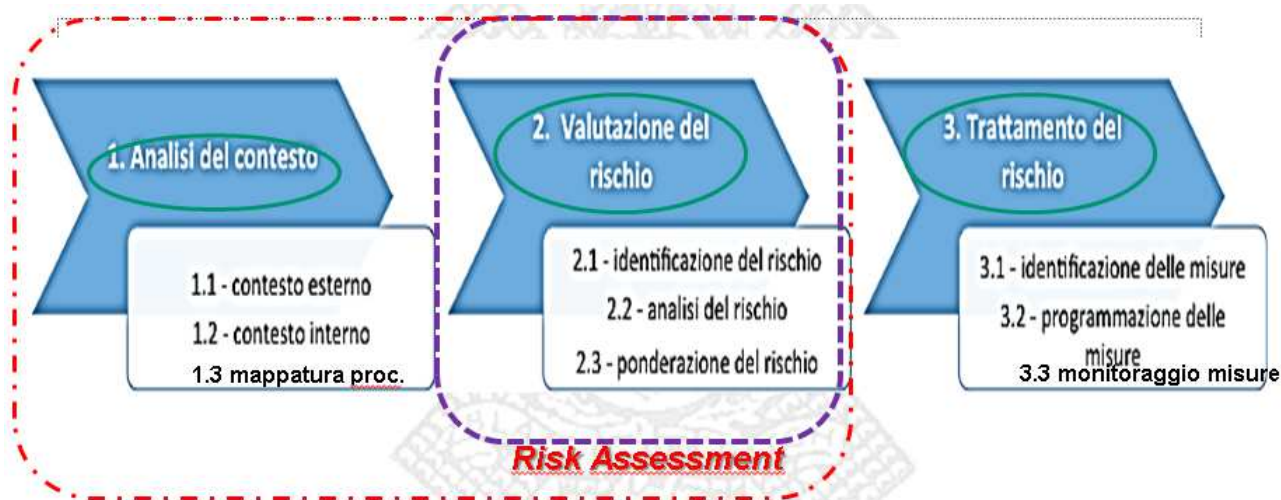 1. Analisi del contesto
1.1 - contesto esterno
1.2 - contesto interno
1.3 mappatura proc.
2. Valutazione del
rischio
2.1 - identificazione del rischio
2.2 - analisi del rischio
2.3 - ponderazione del rischio
3. Trattamento del
rischio
3.1 - identificazione delle misure
3.2 - programmazione delle
misure
3.3 monitoraggio misure
Risk Assessment